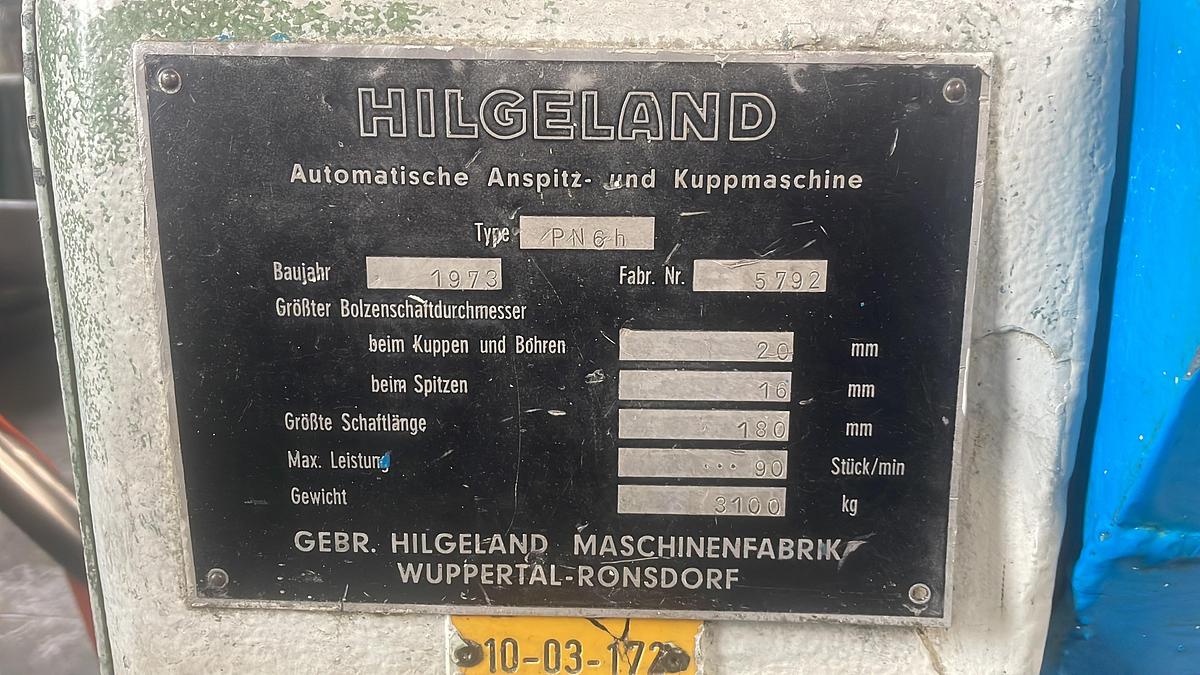 HILGELAND
Automatische Anspitz- und Kuppmaschine
Type PN6h
Baujahr 1973 Fabr. Nr. 5792
Größter Bolzenschaftdurchmesser
beim Kuppen und Bohren 20 mm
beim Spitzen 16 mm
Größte Schaftlänge 180 mm
Max. Leistung 90 Stück/min
Gewicht 3100 kg
GEBR. HILGELAND MASCHINENFABRIK
WUPPERTAL-RONSDORF
10-03-172